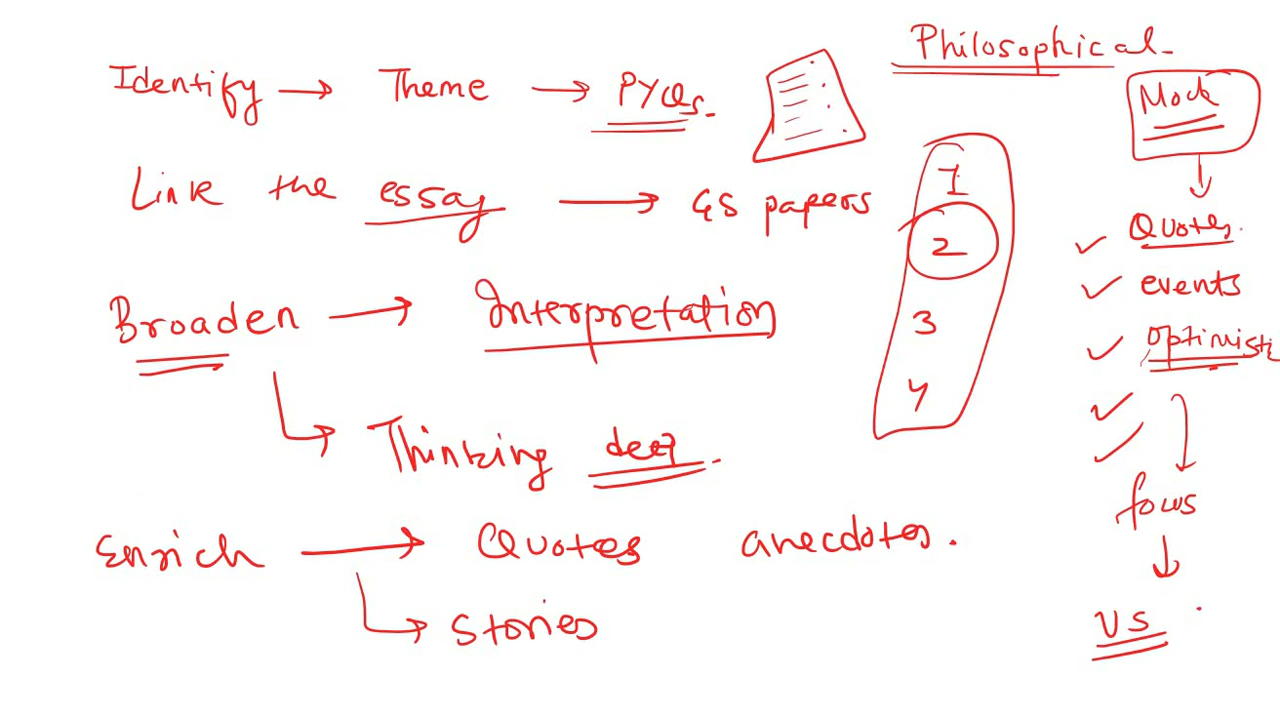 Philosophical
Identify → Theme → PYQs.
Mock
Link the essay → GS papers
1
2
3
4
Quotes.
events
optimistic
focus
VS
Broaden → Interpretation
Thinking deep.
Enrich → Quotes anecdotes.
Stories